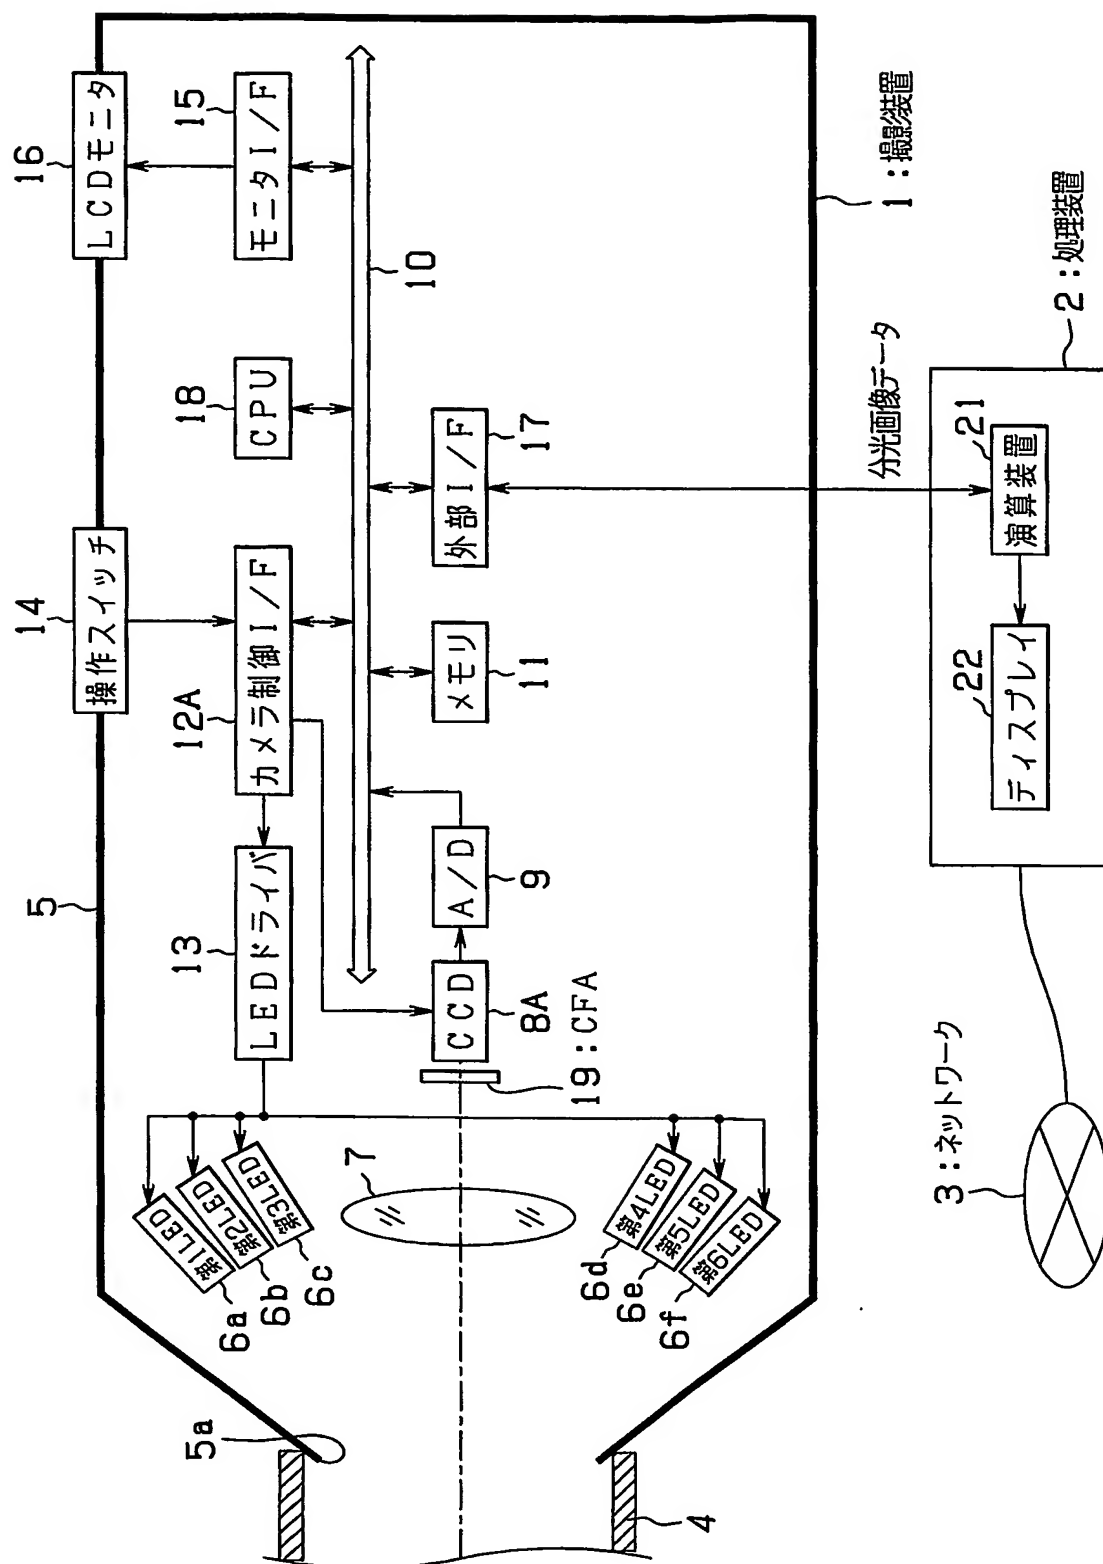 16
LCDモニタ
15
モニタI/F
10
18
CPU
14
操作スイッチ
12A
カメラ制御I/F
5
13
LEDドライバ
17
外部I/F
11
メモリ
9
A/D
8A
CCD
19:CFA
7
第1LED
第2LED
第3LED
6a
6b
6c
第4LED
第5LED
第6LED
6d
6e
6f
5a
4
1:撮影装置
分光画像データ
2:処理装置
21
演算装置
22
ディスプレイ
3:ネットワーク